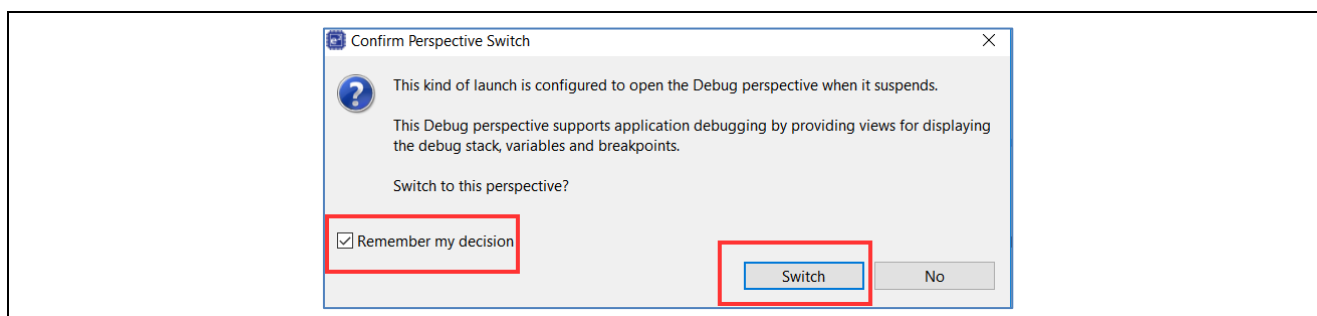 Confirm Perspective Switch
This kind of launch is configured to open the Debug perspective when it suspends.
This Debug perspective supports application debugging by providing views for displaying
the debug stack, variables and breakpoints.
Switch to this perspective?
Remember my decision
Switch No